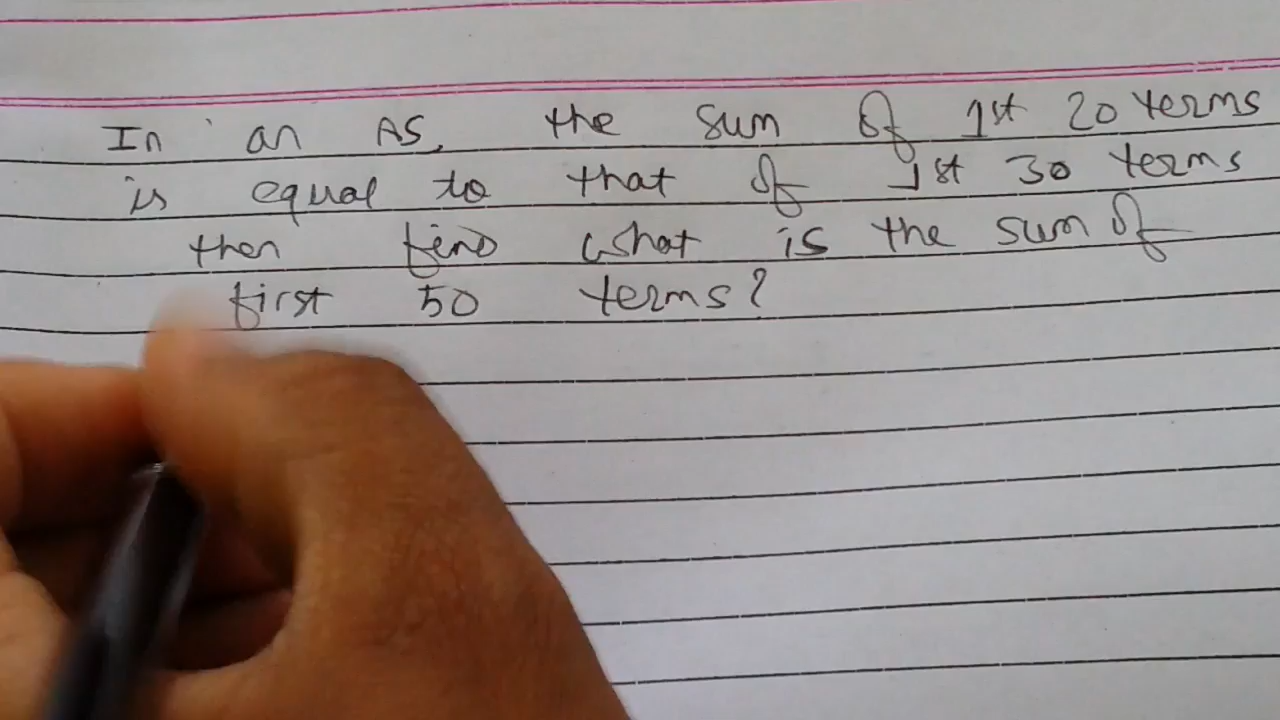 In an AS, the sum of 1st 20 terms
is equal to that of 1st 30 terms
then find what is the sum of
first 50 terms?